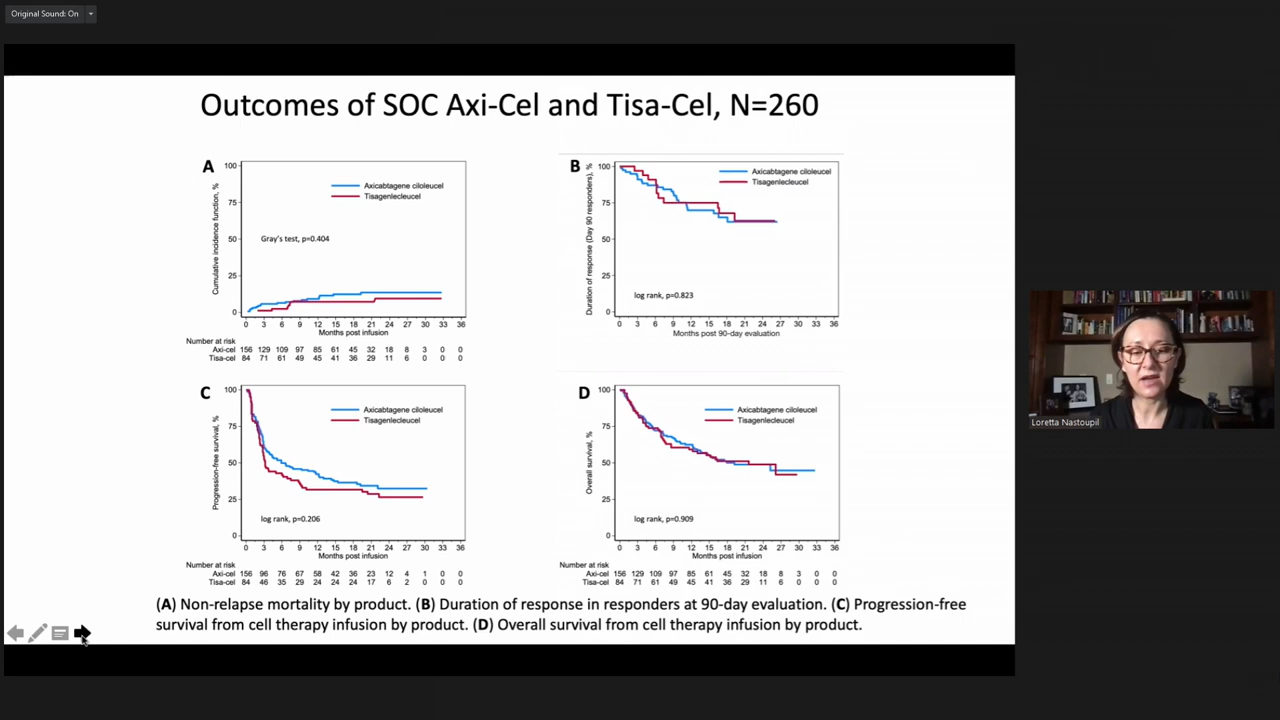 Original Sound: On
Outcomes of SOC Axi-Cel and Tisa-Cel, N=260
A
Cumulative incidence function, %
100
75
50
25
0
Axicabtagene ciloleucel
Tisagenlecleucel
Gray's test, p=0.404
0 3 6 9 12 15 18 21 24 27 30 33 36
Months post infusion
Number at risk
Axi-cel 156 129 109 97 85 61 45 32 18 8 3 0 0
Tisa-cel 84 71 61 49 45 41 36 29 11 6 0 0 0
B
Duration of response (Day 90 responders), %
100
75
50
25
0
Axicabtagene ciloleucel
Tisagenlecleucel
log rank, p=0.823
0 3 6 9 12 15 18 21 24 27 30 33 36
Months post 90-day evaluation
C
Progression-free survival, %
100
75
50
25
0
Axicabtagene ciloleucel
Tisagenlecleucel
log rank, p=0.206
0 3 6 9 12 15 18 21 24 27 30 33 36
Months post infusion
Number at risk
Axi-cel 156 96 76 67 58 42 36 23 12 4 1 0 0
Tisa-cel 84 46 35 29 24 24 24 17 6 2 0 0 0
D
Overall survival, %
100
75
50
25
0
Axicabtagene ciloleucel
Tisagenlecleucel
log rank, p=0.909
0 3 6 9 12 15 18 21 24 27 30 33 36
Months post infusion
Number at risk
Axi-cel 156 129 109 97 85 61 45 32 18 8 3 0 0
Tisa-cel 84 71 61 49 45 41 36 29 11 6 0 0 0
(A) Non-relapse mortality by product. (B) Duration of response in responders at 90-day evaluation. (C) Progression-free
survival from cell therapy infusion by product. (D) Overall survival from cell therapy infusion by product.
Loretta Nastoupil